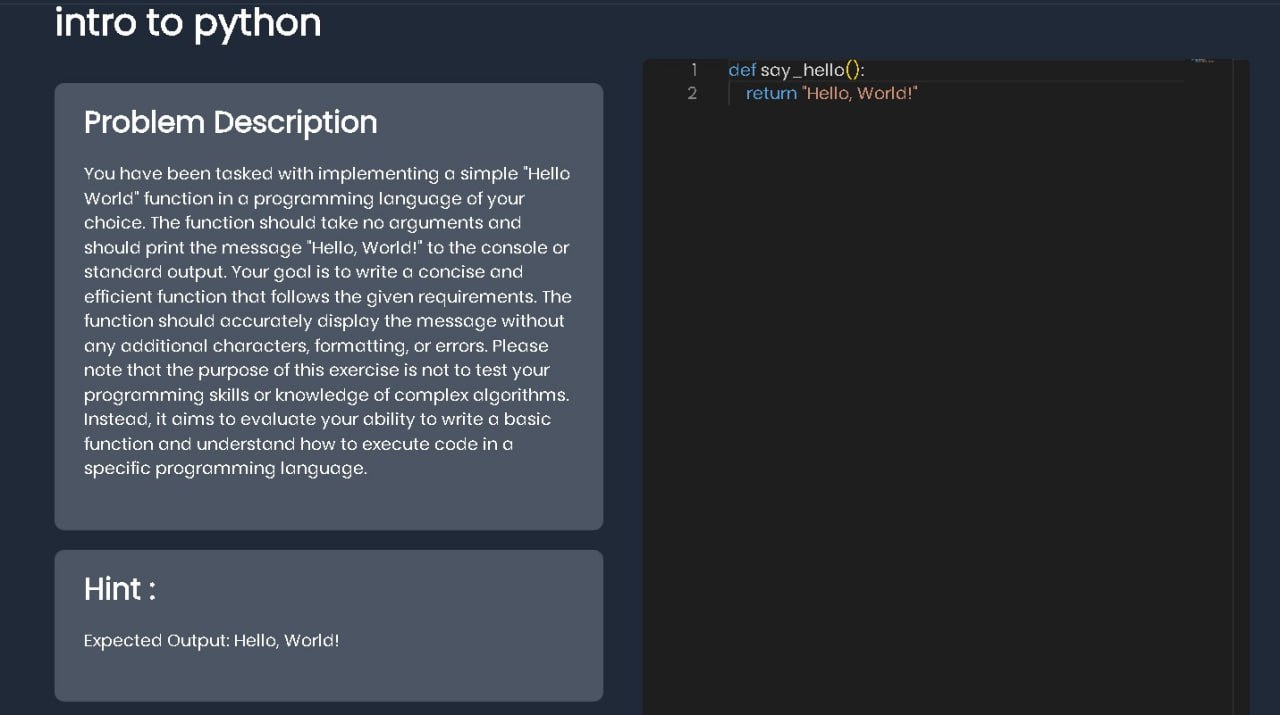 intro to python
Problem Description
You have been tasked with implementing a simple "Hello
World" function in a programming language of your
choice. The function should take no arguments and
should print the message "Hello, World!" to the console or
standard output. Your goal is to write a concise and
efficient function that follows the given requirements. The
function should accurately display the message without
any additional characters, formatting, or errors. Please
note that the purpose of this exercise is not to test your
programming skills or knowledge of complex algorithms.
Instead, it aims to evaluate your ability to write a basic
function and understand how to execute code in a
specific programming language.
Hint :
Expected Output: Hello, World!
1 def say_hello():
2 return "Hello, World!"